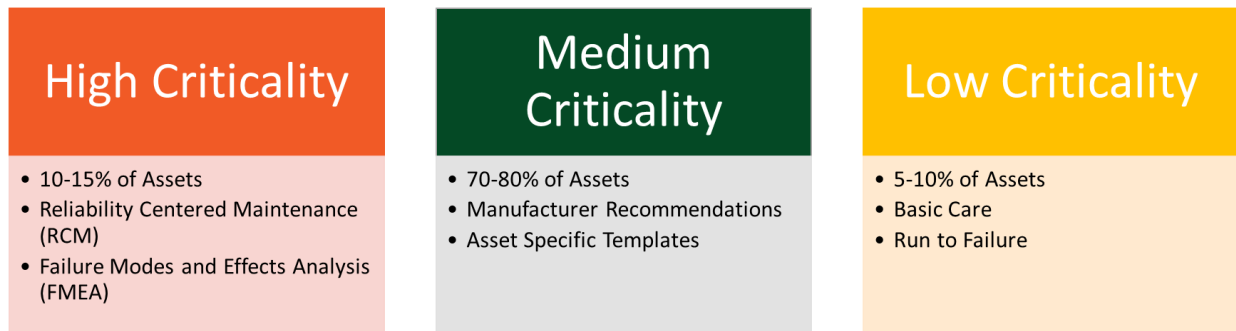 High Criticality
• 10-15% of Assets
• Reliability Centered Maintenance
(RCM)
• Failure Modes and Effects Analysis
(FMEA)
Medium
Criticality
• 70-80% of Assets
• Manufacturer Recommendations
• Asset Specific Templates
Low Criticality
• 5-10% of Assets
• Basic Care
• Run to Failure